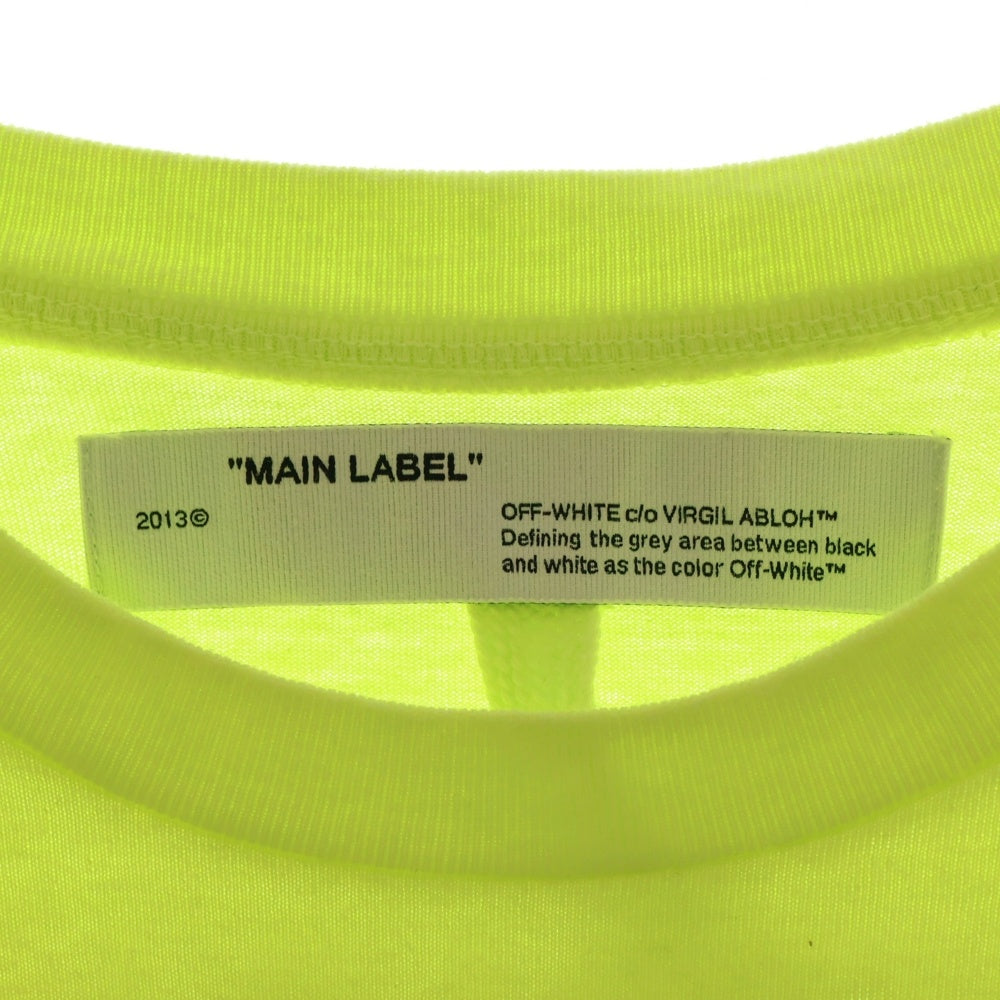 "MAIN LABEL"
2013©
OFF-WHITE c/o VIRGIL ABLOH™
Defining the grey area between black
and white as the color Off-White™